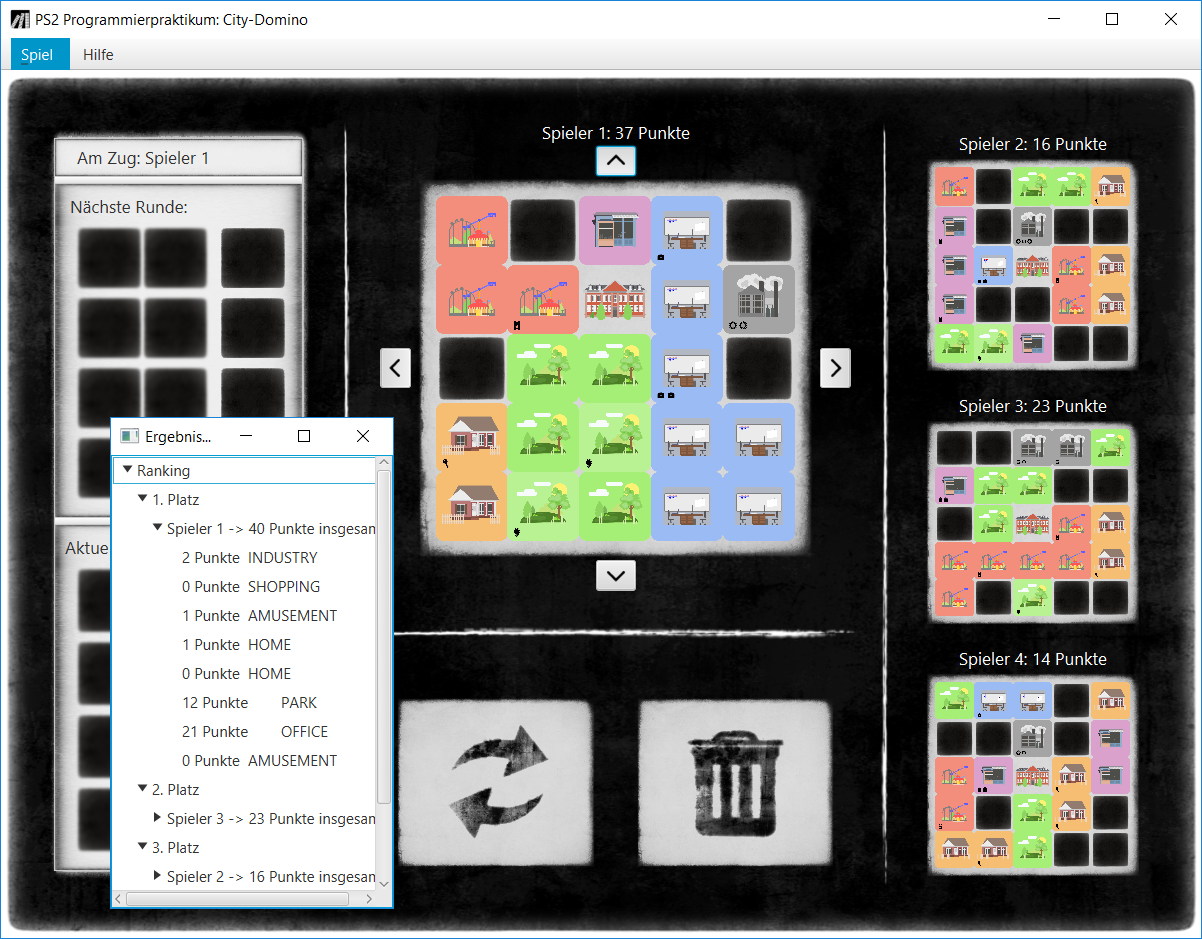 PS2 Programmierpraktikum: City-Domino
Spiel Hilfe
Am Zug: Spieler 1
Nächste Runde:
Aktue
Spieler 1: 37 Punkte
Spieler 2: 16 Punkte
Spieler 3: 23 Punkte
Spieler 4: 14 Punkte
Ergebnis...
Ranking
1. Platz
Spieler 1 -> 40 Punkte insgesan
2 Punkte INDUSTRY
0 Punkte SHOPPING
1 Punkte AMUSEMENT
1 Punkte HOME
0 Punkte HOME
12 Punkte PARK
21 Punkte OFFICE
0 Punkte AMUSEMENT
2. Platz
Spieler 3 -> 23 Punkte insgesan
3. Platz
Spieler 2 -> 16 Punkte insgesan